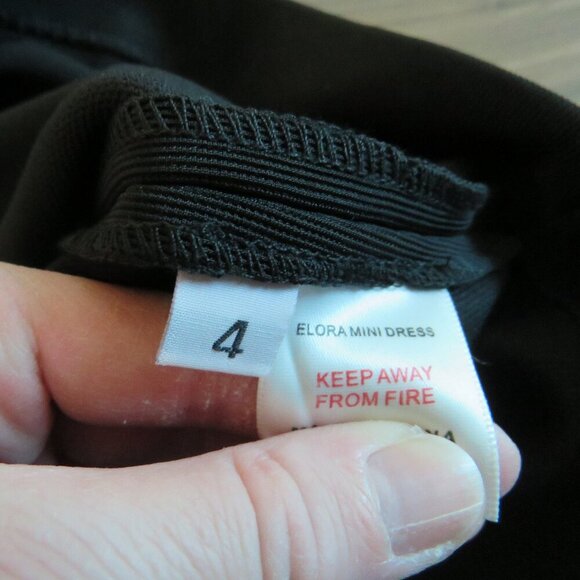 4
ELORA MINI DRESS
KEEP AWAY
FROM FIRE